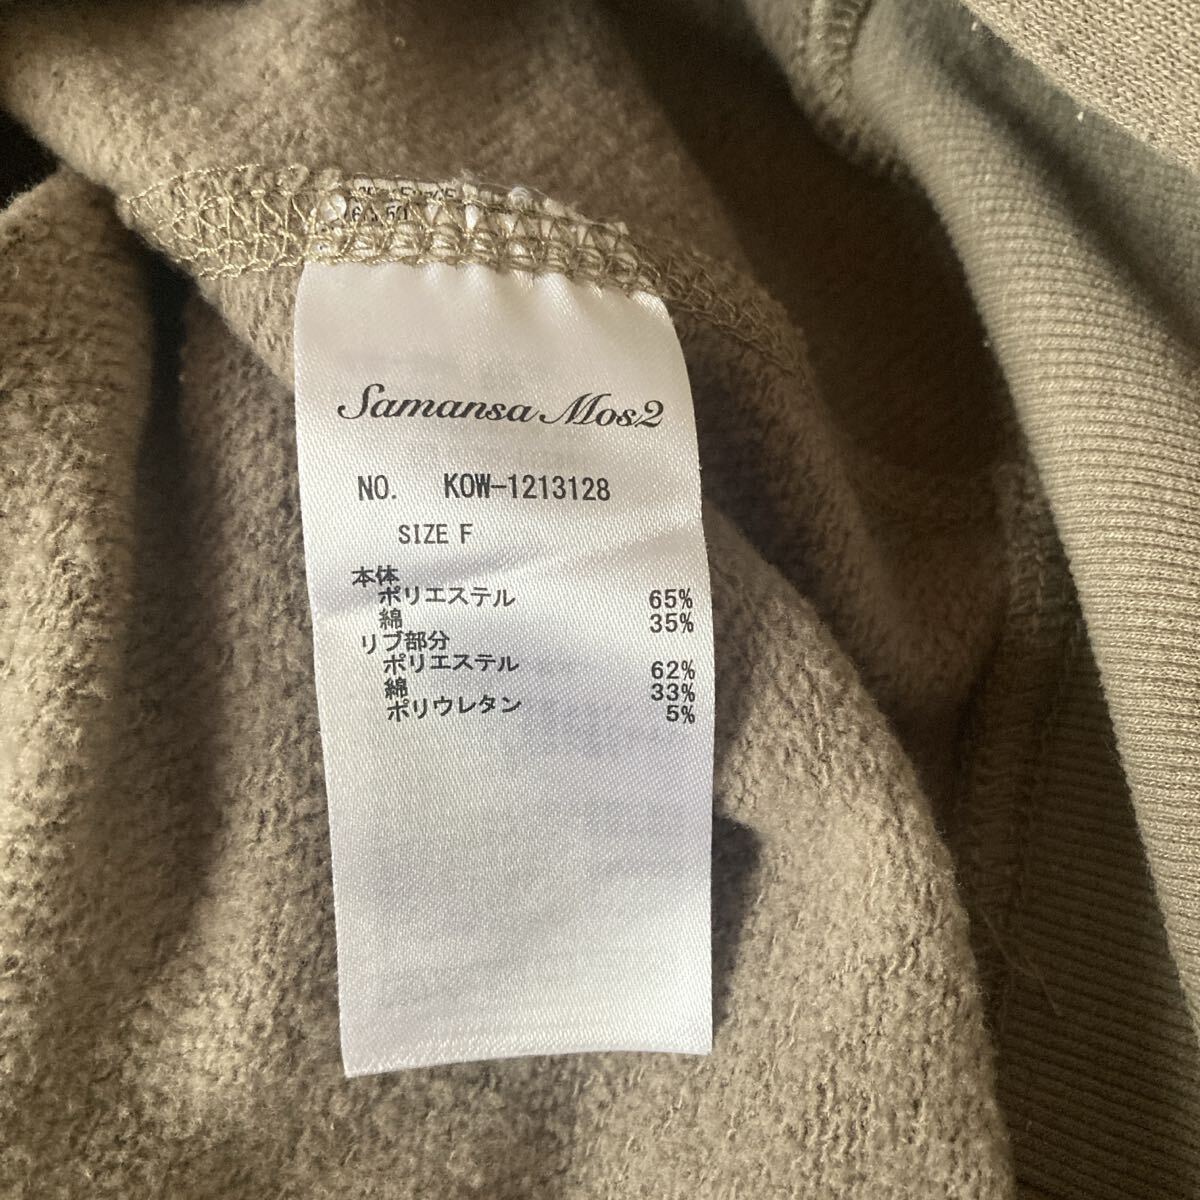 Samansa Mos2
NO. KOW-1213128
SIZE F
本体
ポリエステル 65%
綿 35%
リブ部分
ポリエステル 62%
綿 33%
ポリウレタン 5%